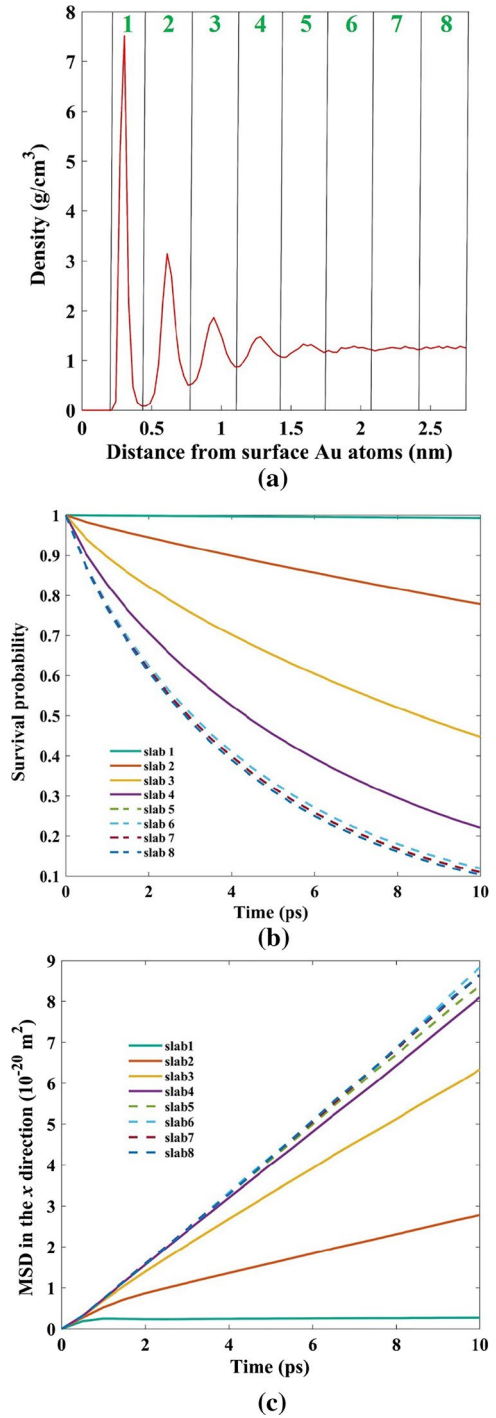 8
7
6
5
4
3
2
1
0
1 2 3 4 5 6 7 8
Density (g/cm³)
0 0.5 1 1.5 2 2.5
Distance from surface Au atoms (nm)
(a)
1
0.9
0.8
0.7
0.6
0.5
0.4
0.3
0.2
0.1
Survival probability
slab 1
slab 2
slab 3
slab 4
slab 5
slab 6
slab 7
slab 8
0 2 4 6 8 10
Time (ps)
(b)
9
8
7
6
5
4
3
2
1
0
MSD in the x direction (10⁻²⁰ m²)
slab1
slab2
slab3
slab4
slab5
slab6
slab7
slab8
0 2 4 6 8 10
Time (ps)
(c)